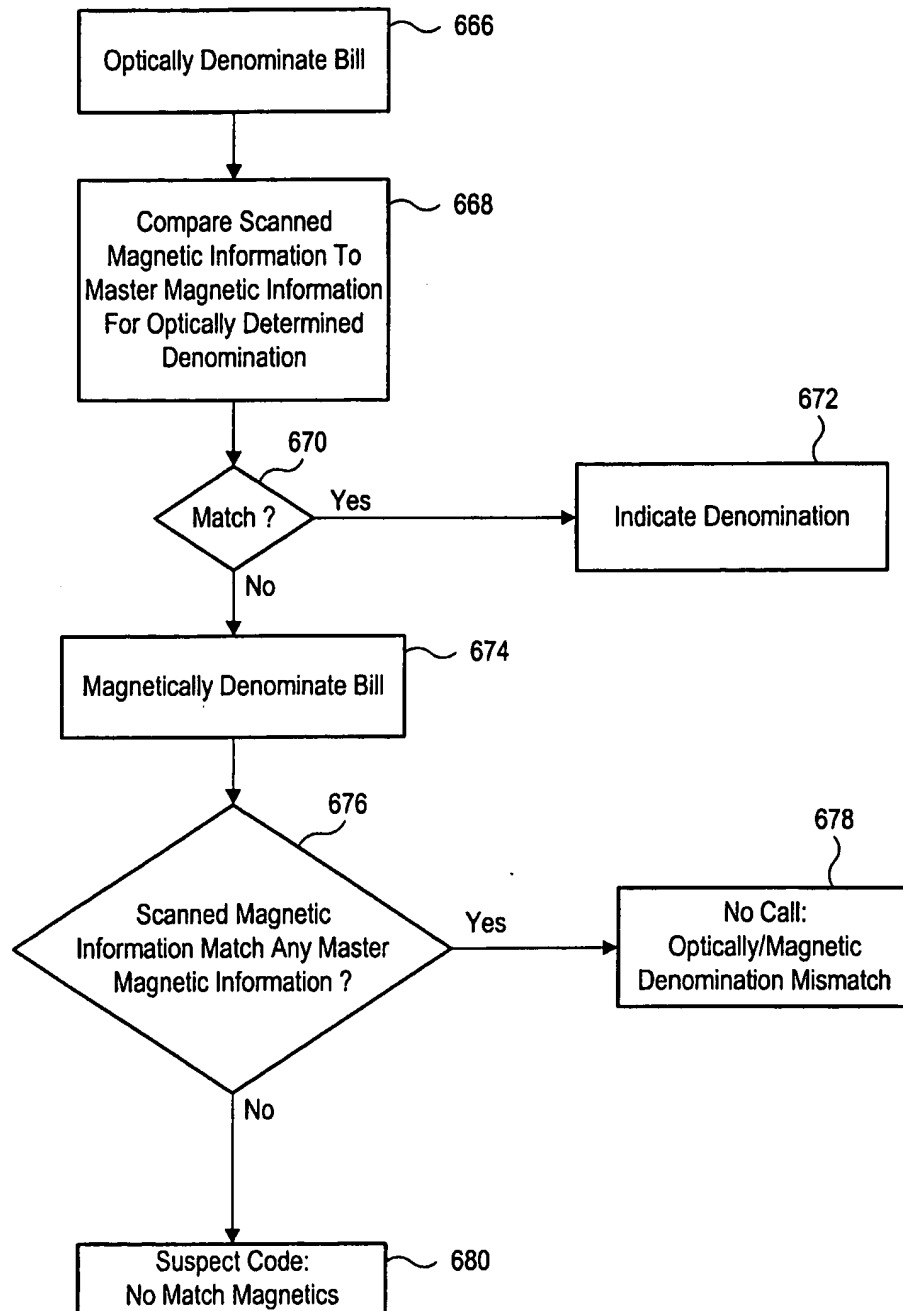 666
Optically Denominate Bill
668
Compare Scanned
Magnetic Information To
Master Magnetic Information
For Optically Determined
Denomination
670
Match ?
Yes
672
Indicate Denomination
No
674
Magnetically Denominate Bill
676
Scanned Magnetic
Information Match Any Master
Magnetic Information ?
Yes
678
No Call:
Optically/Magnetic
Denomination Mismatch
No
680
Suspect Code:
No Match Magnetics